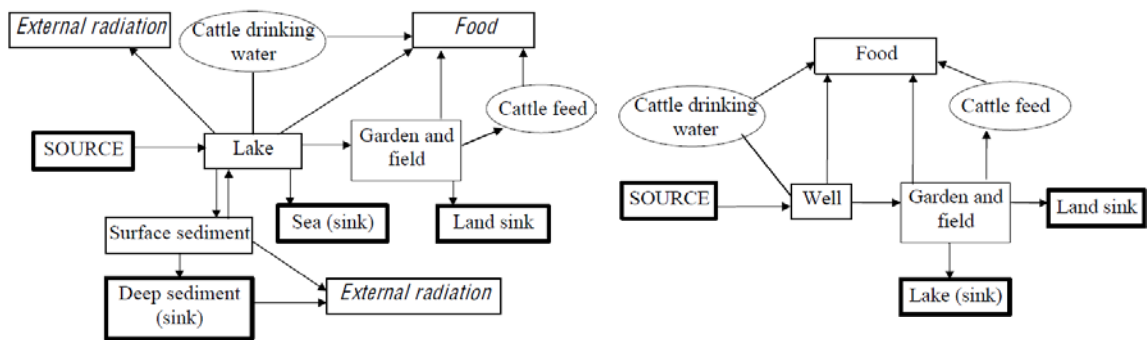 External radiation
Cattle drinking
water
Food
Cattle feed
SOURCE
Lake
Garden and
field
Surface sediment
Sea (sink)
Land sink
Deep sediment
(sink)
External radiation
Food
Cattle drinking
water
Cattle feed
SOURCE
Well
Garden and
field
Land sink
Lake (sink)